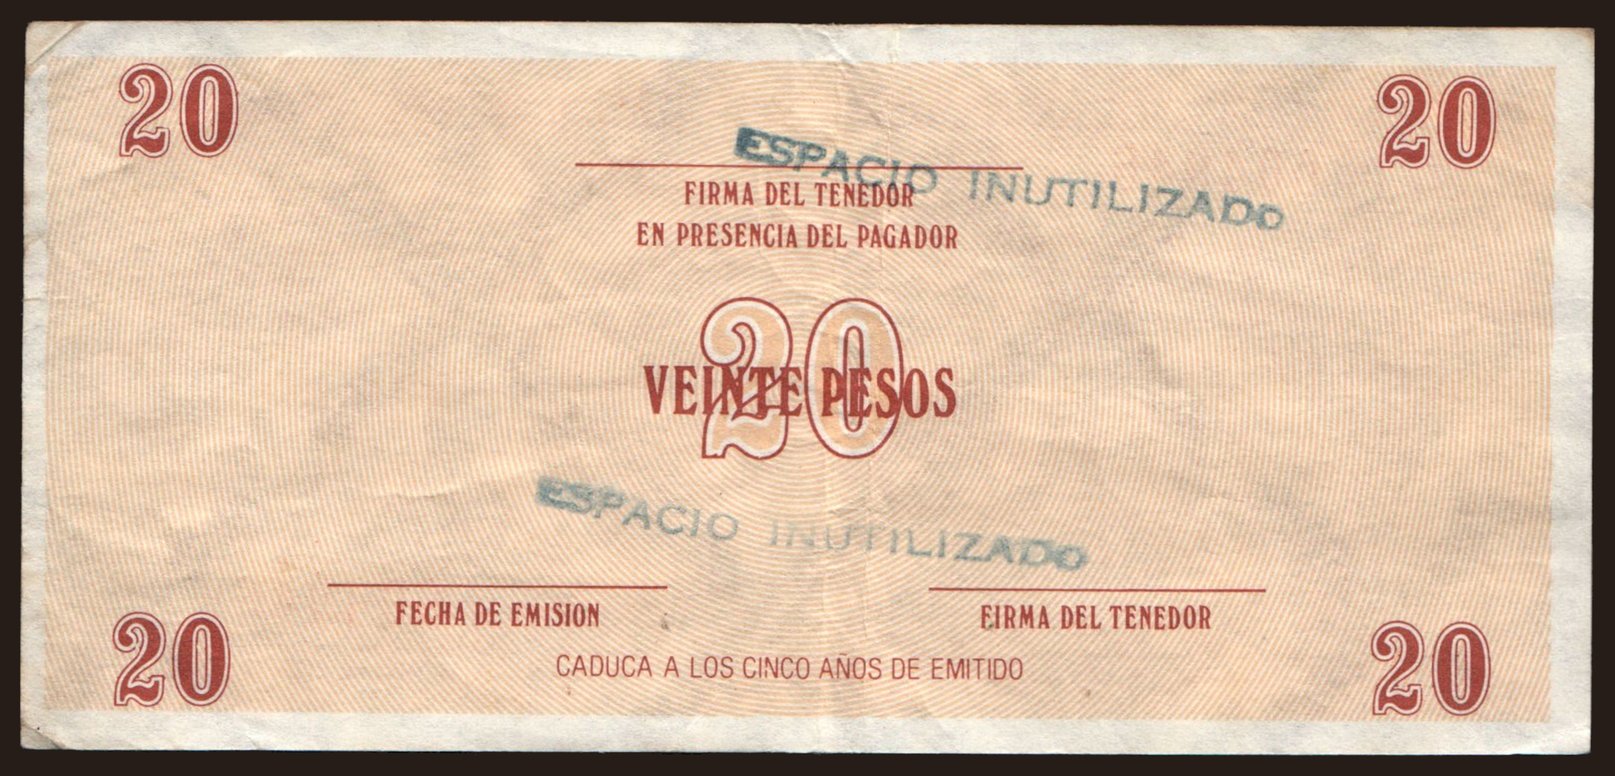 20
20
ESPACIO INUTILIZADO
FIRMA DEL TENEDOR
EN PRESENCIA DEL PAGADOR
20
VEINTE PESOS
ESPACIO INUTILIZADO
FECHA DE EMISION
FIRMA DEL TENEDOR
CADUCA A LOS CINCO AÑOS DE EMITIDO
20
20